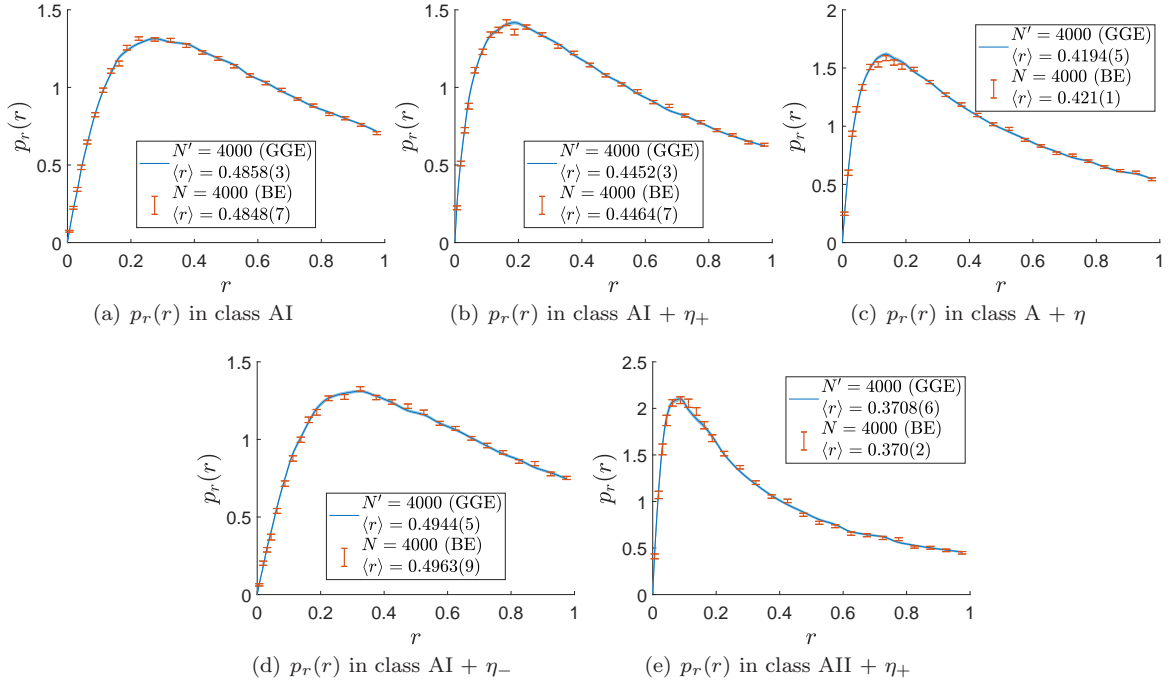 1.5
1
0.5
0
p_r(r)
N′ = 4000 (GGE)
⟨r⟩ = 0.4858(3)
N = 4000 (BE)
⟨r⟩ = 0.4848(7)
0 0.2 0.4 0.6 0.8 1
r
(a) p_r(r) in class AI
1.5
1
0.5
0
p_r(r)
N′ = 4000 (GGE)
⟨r⟩ = 0.4452(3)
N = 4000 (BE)
⟨r⟩ = 0.4464(7)
0 0.2 0.4 0.6 0.8 1
r
(b) p_r(r) in class AI + η₊
2
1.5
1
0.5
0
p_r(r)
N′ = 4000 (GGE)
⟨r⟩ = 0.4194(5)
N = 4000 (BE)
⟨r⟩ = 0.421(1)
0 0.2 0.4 0.6 0.8 1
r
(c) p_r(r) in class A + η
1.5
1
0.5
0
p_r(r)
N′ = 4000 (GGE)
⟨r⟩ = 0.4944(5)
N = 4000 (BE)
⟨r⟩ = 0.4963(9)
0 0.2 0.4 0.6 0.8 1
r
(d) p_r(r) in class AI + η₋
2.5
2
1.5
1
0.5
0
p_r(r)
N′ = 4000 (GGE)
⟨r⟩ = 0.3708(6)
N = 4000 (BE)
⟨r⟩ = 0.370(2)
0 0.2 0.4 0.6 0.8 1
r
(e) p_r(r) in class AII + η₊